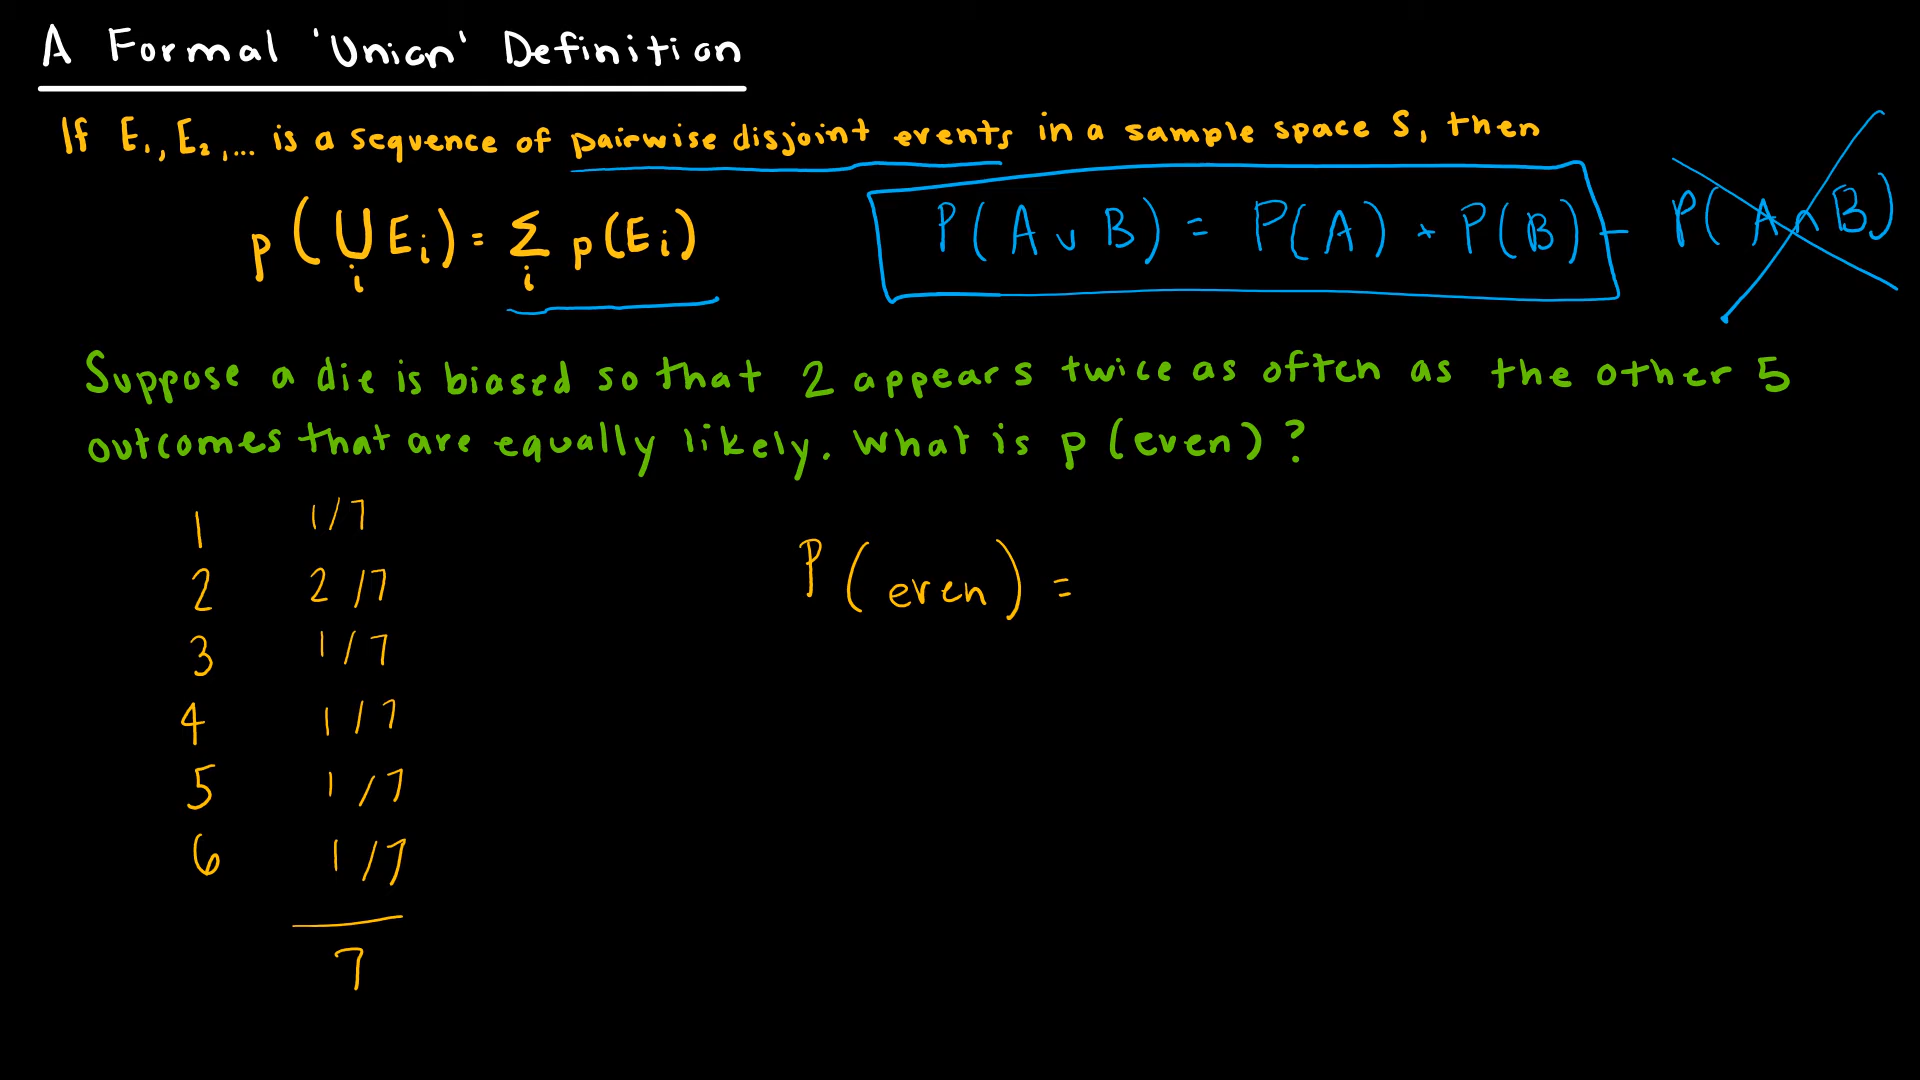 A Formal 'Union' Definition
If E₁, E₂,... is a sequence of pairwise disjoint events in a sample space S, then
p(⋃ᵢ Eᵢ) = Σᵢ p(Eᵢ)
P(A ∪ B) = P(A) + P(B) - P(A ∩ B)
Suppose a die is biased so that 2 appears twice as often as the other 5
outcomes that are equally likely. What is p(even)?
1 1/7
2 2/7
3 1/7
4 1/7
5 1/7
6 1/7
7
P(even) =